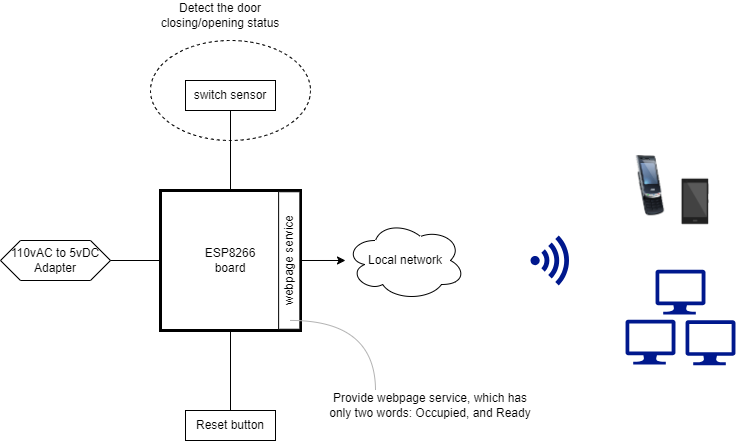 Detect the door
closing/opening status
switch sensor
110vAC to 5vDC
Adapter
ESP8266
board
webpage service
Local network
Provide webpage service, which has
only two words: Occupied, and Ready
Reset button